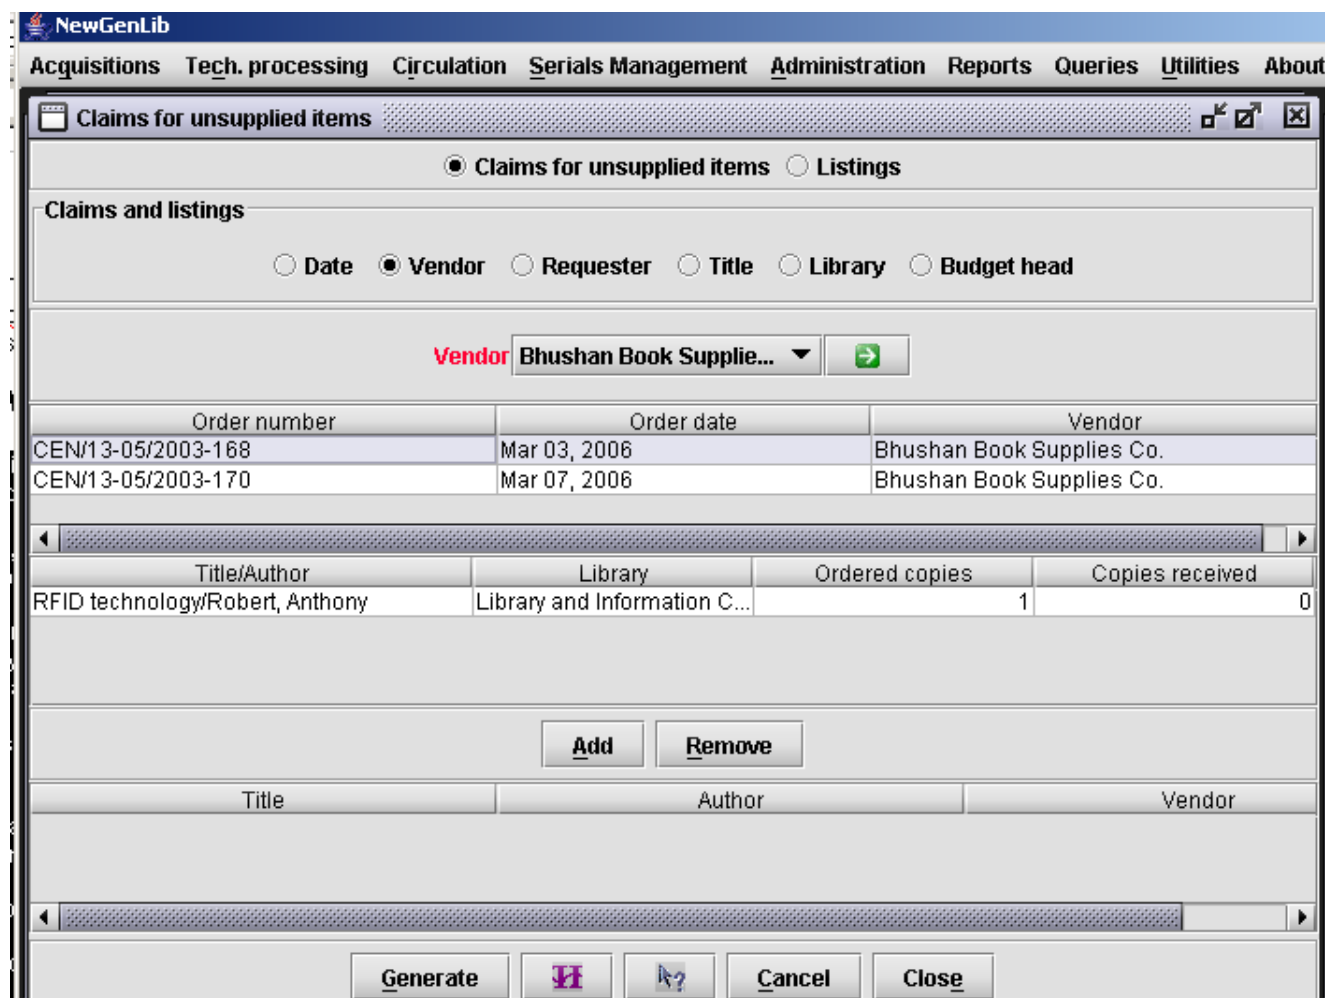 NewGenLib
Acquisitions Tech. processing Circulation Serials Management Administration Reports Queries Utilities About
Claims for unsupplied items
Claims for unsupplied items Listings
Claims and listings
Date Vendor Requester Title Library Budget head
Vendor Bhushan Book Supplie...
Order number Order date Vendor
CEN/13-05/2003-168 Mar 03, 2006 Bhushan Book Supplies Co.
CEN/13-05/2003-170 Mar 07, 2006 Bhushan Book Supplies Co.
Title/Author Library Ordered copies Copies received
RFID technology/Robert, Anthony Library and Information C... 1 0
Add Remove
Title Author Vendor
Generate ? Cancel Close